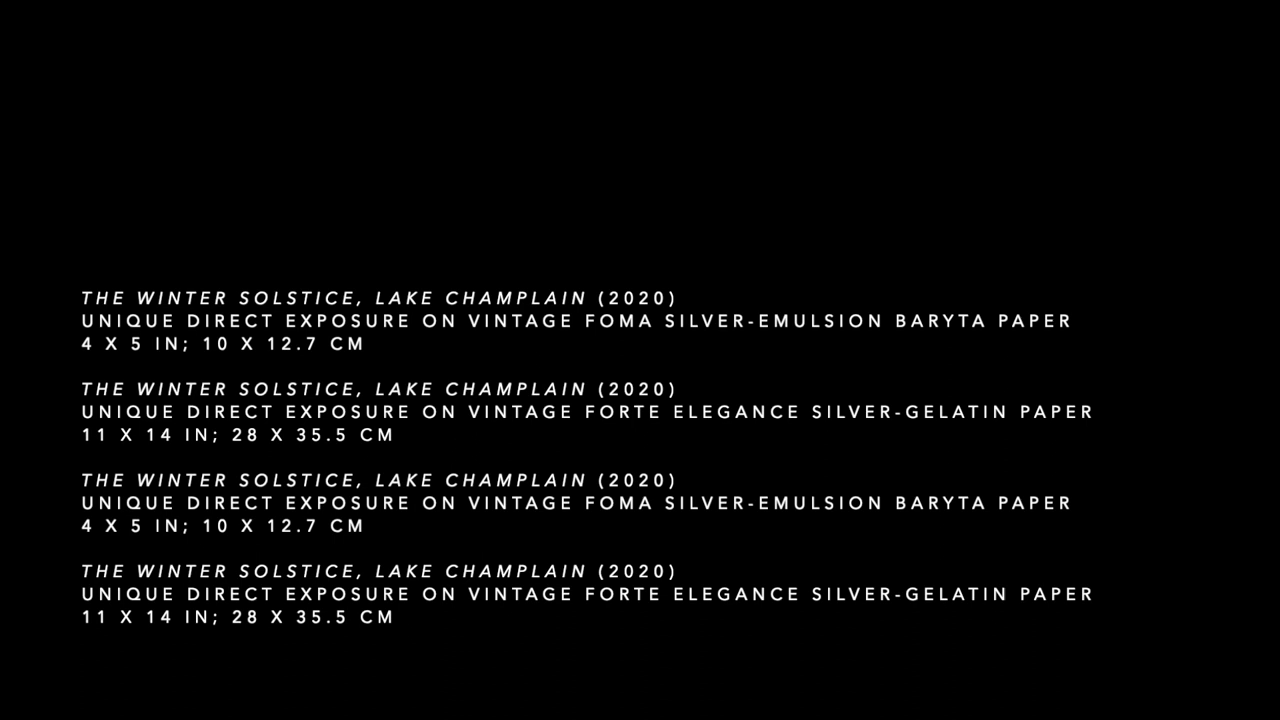 THE WINTER SOLSTICE, LAKE CHAMPLAIN (2020)
UNIQUE DIRECT EXPOSURE ON VINTAGE FOMA SILVER-EMULSION BARYTA PAPER
4 X 5 IN; 10 X 12.7 CM
THE WINTER SOLSTICE, LAKE CHAMPLAIN (2020)
UNIQUE DIRECT EXPOSURE ON VINTAGE FORTE ELEGANCE SILVER-GELATIN PAPER
11 X 14 IN; 28 X 35.5 CM
THE WINTER SOLSTICE, LAKE CHAMPLAIN (2020)
UNIQUE DIRECT EXPOSURE ON VINTAGE FOMA SILVER-EMULSION BARYTA PAPER
4 X 5 IN; 10 X 12.7 CM
THE WINTER SOLSTICE, LAKE CHAMPLAIN (2020)
UNIQUE DIRECT EXPOSURE ON VINTAGE FORTE ELEGANCE SILVER-GELATIN PAPER
11 X 14 IN; 28 X 35.5 CM